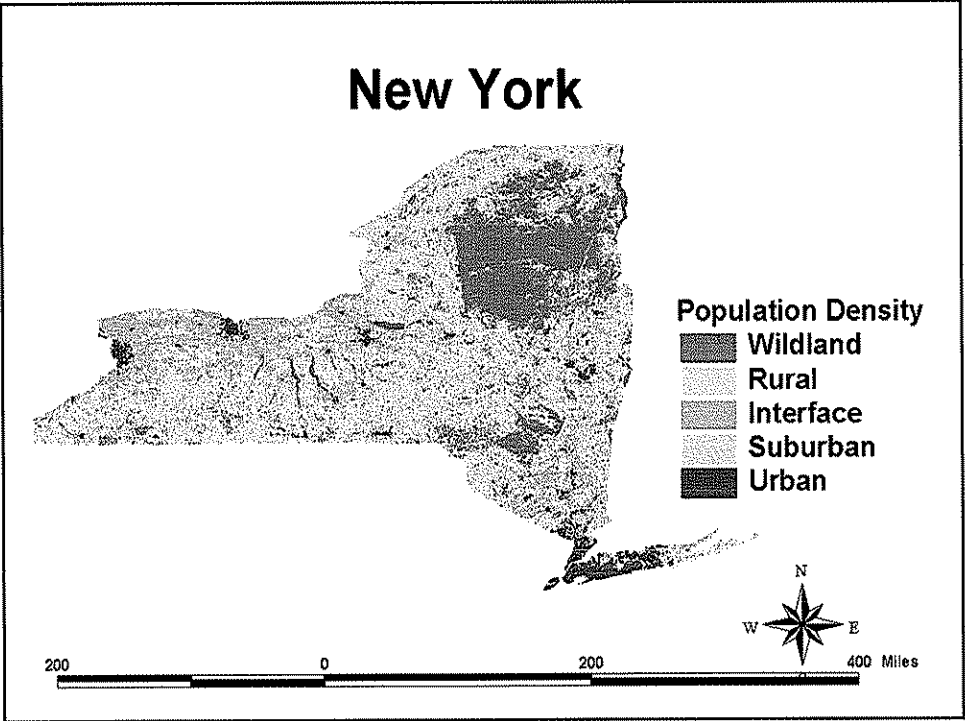 New York
Population Density
Wildland
Rural
Interface
Suburban
Urban
N
W E
200 0 200 400 Miles